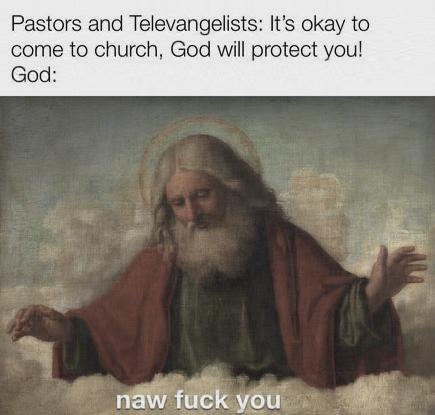 Pastors and Televangelists: It’s okay to
come to church, God will protect you!
God:
naw fuck you